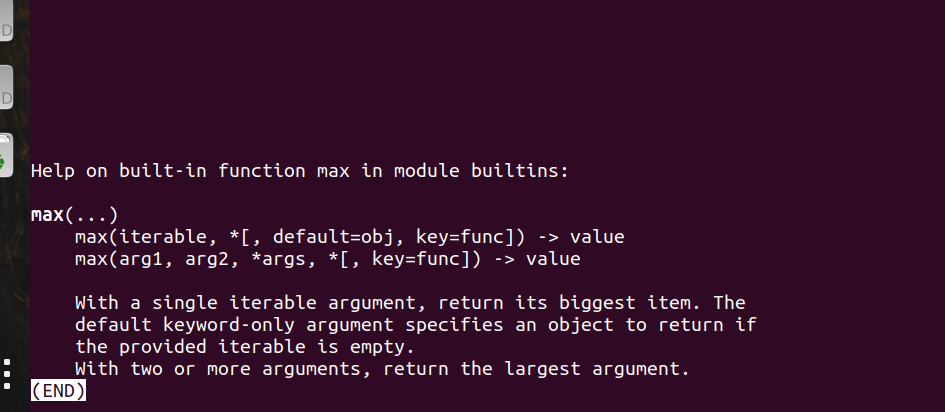 D
D
Help on built-in function max in module builtins:
max(...)
    max(iterable, *[, default=obj, key=func]) -> value
    max(arg1, arg2, *args, *[, key=func]) -> value
    With a single iterable argument, return its biggest item. The
    default keyword-only argument specifies an object to return if
    the provided iterable is empty.
    With two or more arguments, return the largest argument.
(END)